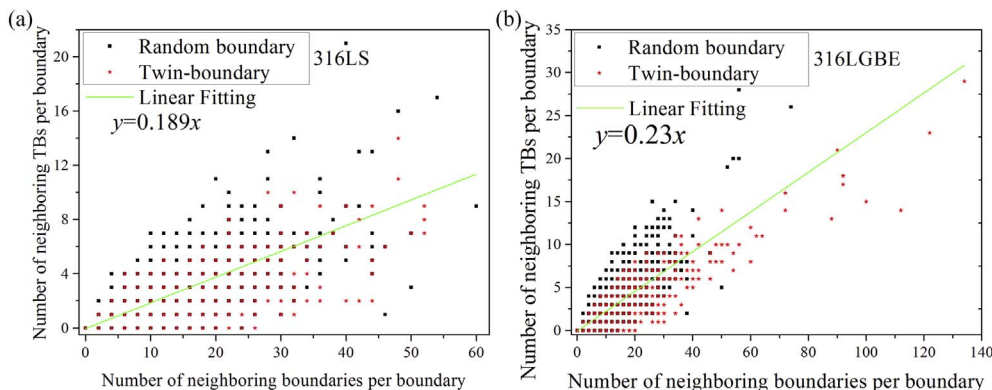 (a)
Number of neighboring TBs per boundary
20
16
12
8
4
0
Random boundary
Twin-boundary
316LS
Linear Fitting
y=0.189x
0 10 20 30 40 50 60
Number of neighboring boundaries per boundary
(b)
Number of neighboring TBs per boundary
35
30
25
20
15
10
5
0
Random boundary
Twin-boundary
316LGBE
Linear Fitting
y=0.23x
0 20 40 60 80 100 120 140
Number of neighboring boundaries per boundary